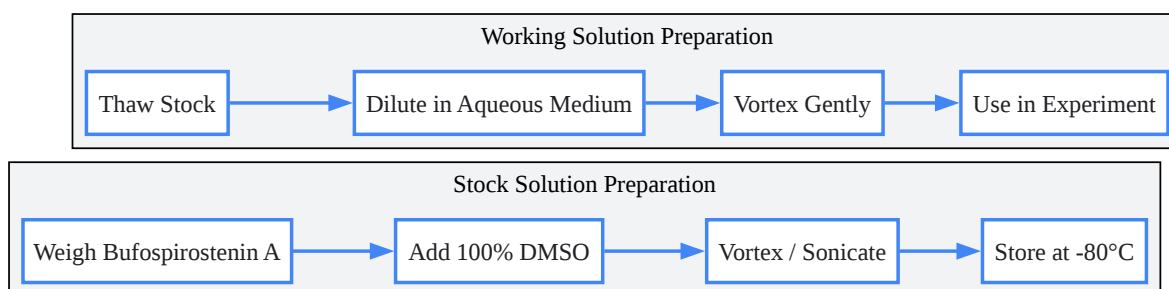 Working Solution Preparation
Thaw Stock
Dilute in Aqueous Medium
Vortex Gently
Use in Experiment
Stock Solution Preparation
Weigh Bufospirostenin A
Add 100% DMSO
Vortex / Sonicate
Store at -80°C